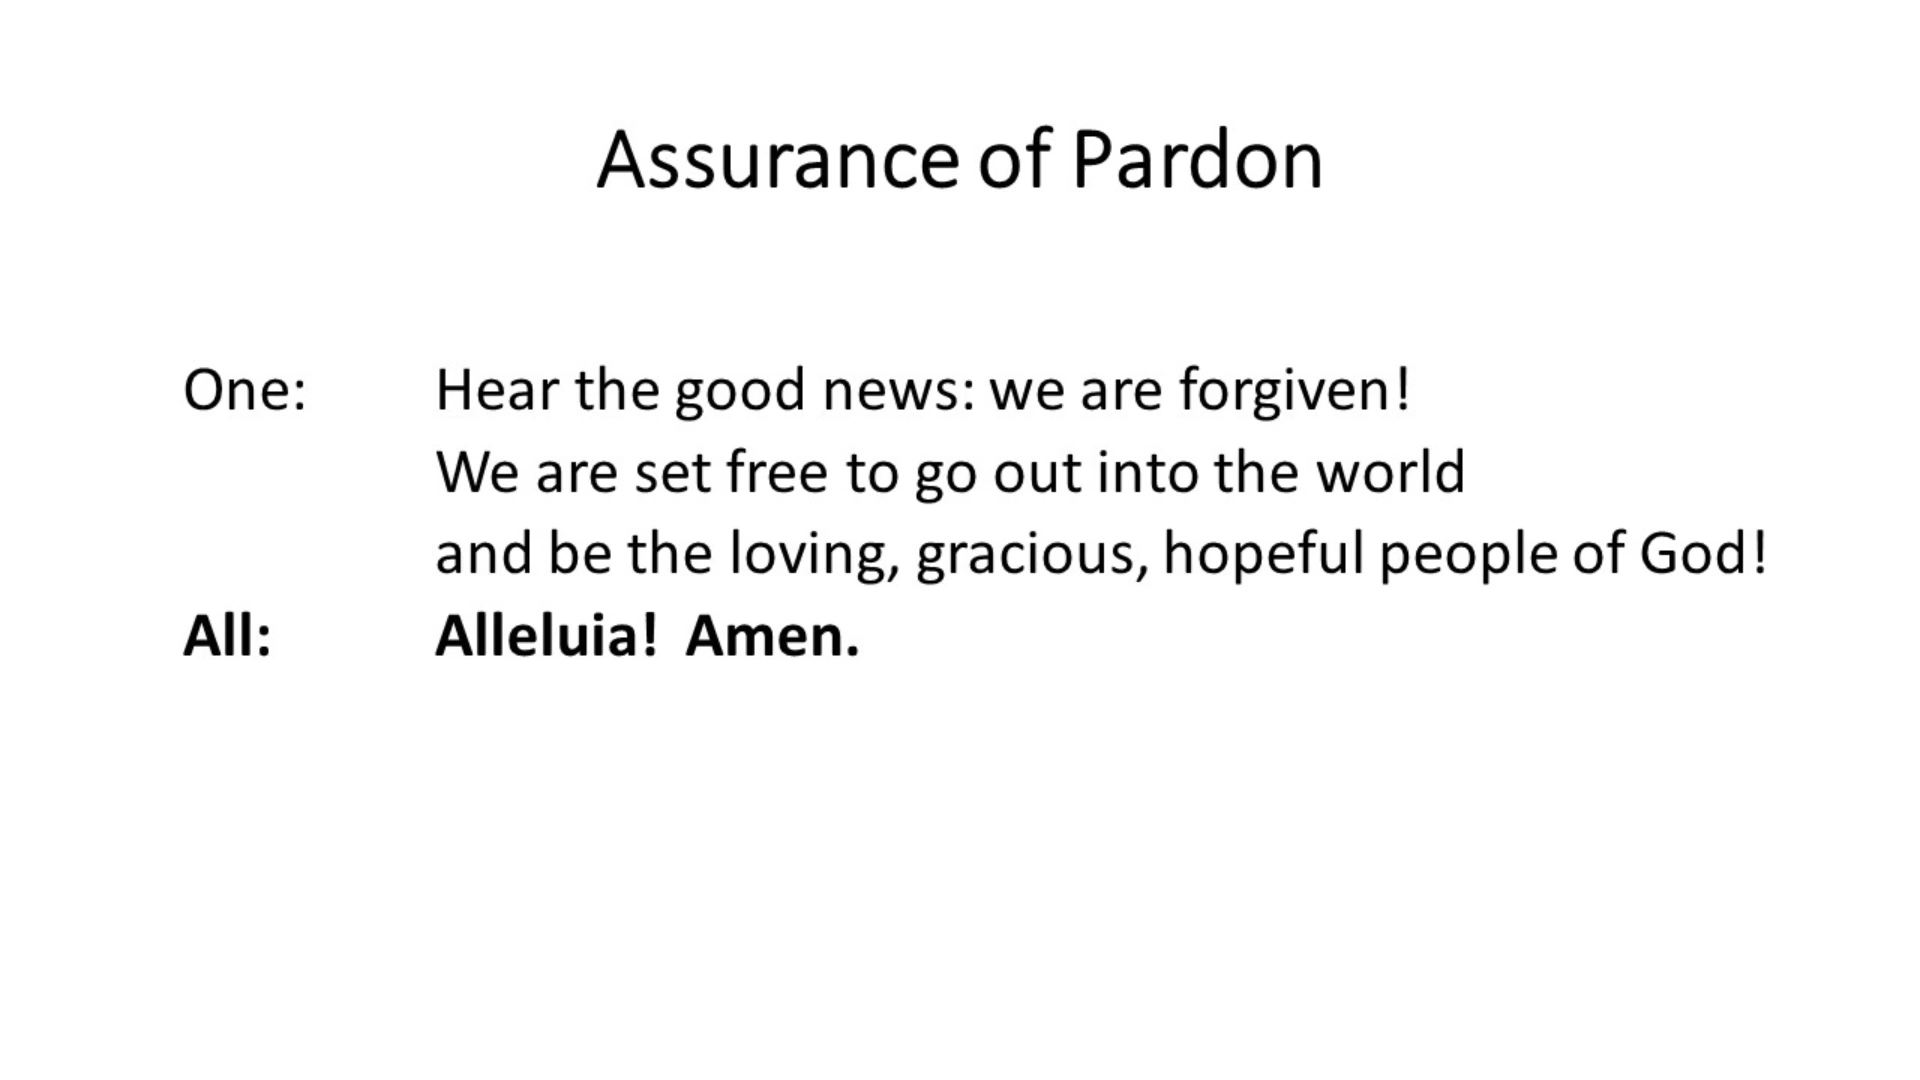 Assurance of Pardon
One: Hear the good news: we are forgiven!
We are set free to go out into the world
and be the loving, gracious, hopeful people of God!
All: Alleluia! Amen.